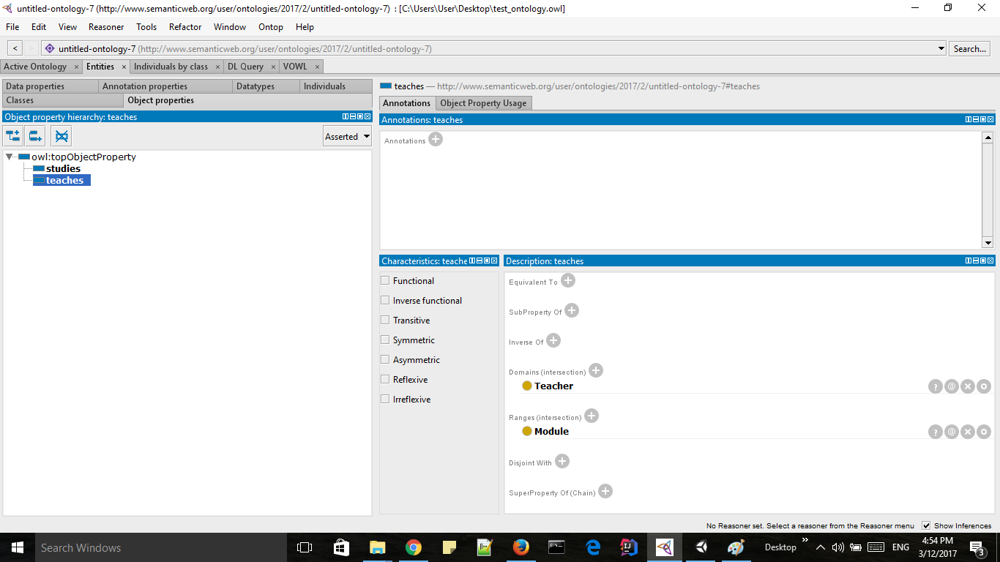 untitled-ontology-7 (http://www.semanticweb.org/user/ontologies/2017/2/untitled-ontology-7) : [C:\Users\User\Desktop\test_ontology.owl]
File Edit View Reasoner Tools Refactor Window Ontop Help
< > untitled-ontology-7 (http://www.semanticweb.org/user/ontologies/2017/2/untitled-ontology-7) Search...
Active Ontology × Entities × Individuals by class × DL Query × VOWL ×
Data properties Annotation properties Datatypes Individuals
Classes Object properties
Object property hierarchy: teaches
Asserted
owl:topObjectProperty
studies
teaches
teaches — http://www.semanticweb.org/user/ontologies/2017/2/untitled-ontology-7#teaches
Annotations Object Property Usage
Annotations: teaches
Annotations
Characteristics: teache
Functional
Inverse functional
Transitive
Symmetric
Asymmetric
Reflexive
Irreflexive
Description: teaches
Equivalent To
SubProperty Of
Inverse Of
Domains (intersection)
Teacher ? @
Ranges (intersection)
Module ? @
Disjoint With
SuperProperty Of (Chain)
No Reasoner set. Select a reasoner from the Reasoner menu Show Inferences
Search Windows
Desktop » ENG 4:54 PM
3/12/2017 3